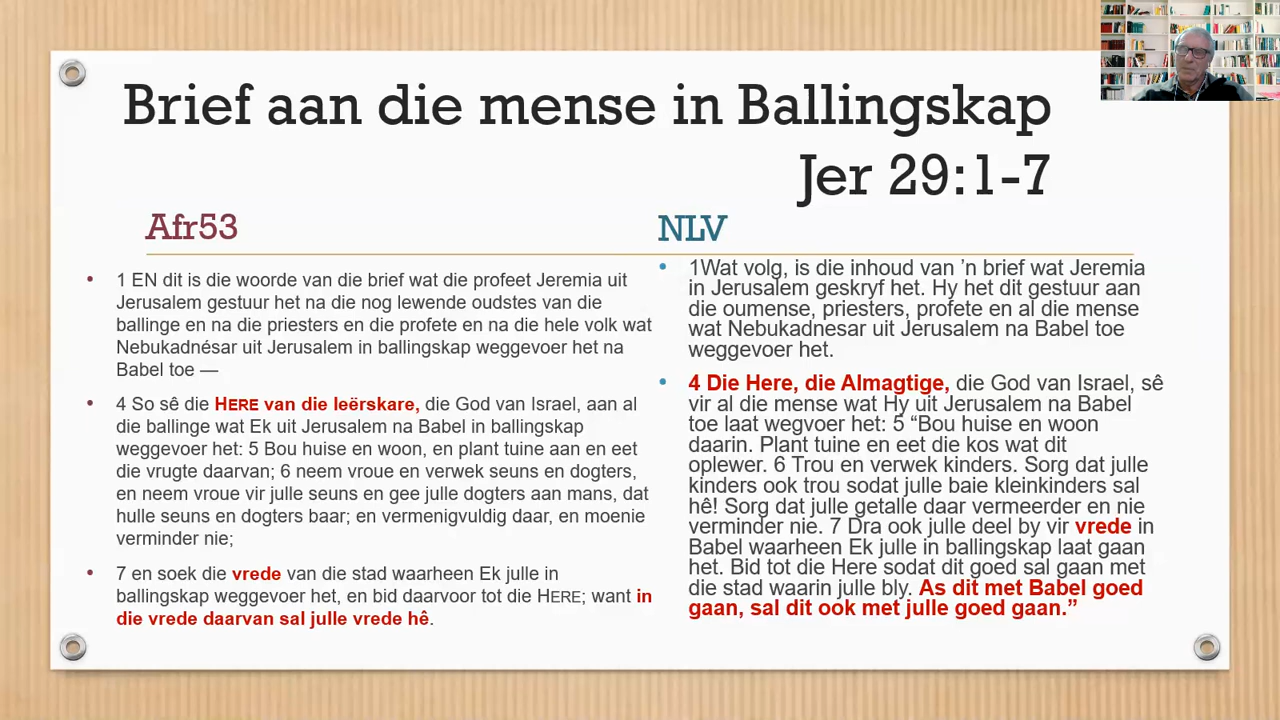 Brief aan die mense in Ballingskap
Jer 29:1-7
Afr53
1 EN dit is die woorde van die brief wat die profeet Jeremia uit
Jerusalem gestuur het na die nog lewende oudstes van die
ballinge en na die priesters en die profete en na die hele volk wat
Nebukadnésar uit Jerusalem in ballingskap weggevoer het na
Babel toe —
4 So sê die HERE van die leërskare, die God van Israel, aan al
die ballinge wat Ek uit Jerusalem na Babel in ballingskap
weggevoer het: 5 Bou huise en woon, en plant tuine aan en eet
die vrugte daarvan; 6 neem vroue en verwek seuns en dogters,
en neem vroue vir julle seuns en gee julle dogters aan mans, dat
hulle seuns en dogters baar; en vermenigvuldig daar, en moenie
verminder nie;
7 en soek die vrede van die stad waarheen Ek julle in
ballingskap weggevoer het, en bid daarvoor tot die HERE; want in
die vrede daarvan sal julle vrede hê.
NLV
1Wat volg, is die inhoud van ’n brief wat Jeremia
in Jerusalem geskryf het. Hy het dit gestuur aan
die oumense, priesters, profete en al die mense
wat Nebukadnesar uit Jerusalem na Babel toe
weggevoer het.
4 Die Here, die Almagtige, die God van Israel, sê
vir al die mense wat Hy uit Jerusalem na Babel
toe laat wegvoer het: 5 “Bou huise en woon
daarin. Plant tuine en eet die kos wat dit
oplewer. 6 Trou en verwek kinders. Sorg dat julle
kinders ook trou sodat julle baie kleinkinders sal
hê! Sorg dat julle getalle daar vermeerder en nie
verminder nie. 7 Dra ook julle deel by vir vrede in
Babel waarheen Ek julle in ballingskap laat gaan
het. Bid tot die Here sodat dit goed sal gaan met
die stad waarin julle bly. As dit met Babel goed
gaan, sal dit ook met julle goed gaan.”